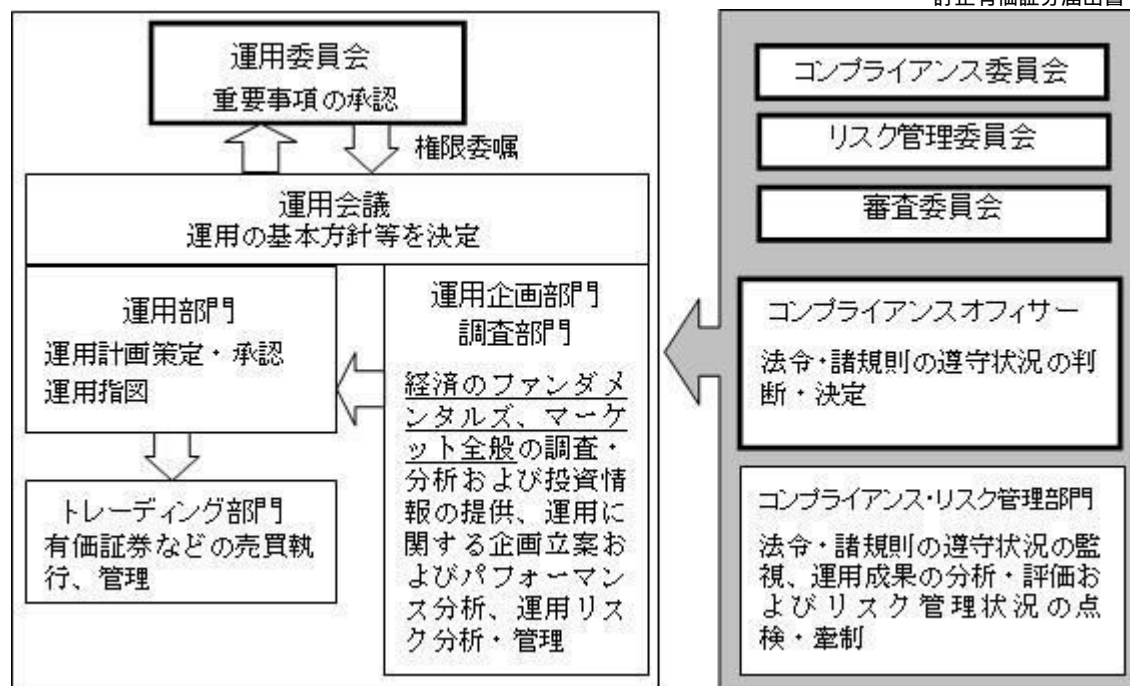 訂正有価証券届出書
運用委員会
重要事項の承認
権限委嘱
運用会議
運用の基本方針等を決定
運用部門
運用計画策定・承認
運用指図
トレーディング部門
有価証券などの売買執
行、管理
運用企画部門
調査部門
経済のファンダメ
ンタルズ、マーケ
ット全般の調査・
分析および投資情
報の提供、運用に
関する企画立案お
よびパフォーマン
ス分析、運用リス
ク分析・管理
コンプライアンス委員会
リスク管理委員会
審査委員会
コンプライアンスオフィサー
法令・諸規則の遵守状況の判
断・決定
コンプライアンス・リスク管理部門
法令・諸規則の遵守状況の監
視、運用成果の分析・評価お
よびリスク管理状況の点
検・牽制